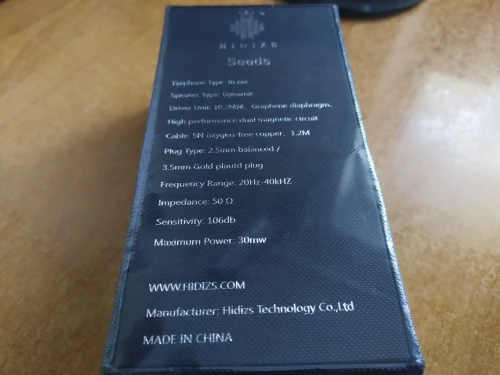 HIDIZS
Seeds
Earphone Type: In-ear
Speaker Type: Dynamic
Driver Unit: 10.2MM, Graphene diaphragm,
High performance dual magnetic circuit
Cable: 5N oxygen-free copper, 1.2M
Plug Type: 2.5mm balanced /
3.5mm Gold plautd plug
Frequency Range: 20Hz-40kHZ
Impedance: 50 Ω
Sensitivity: 106db
Maximum Power: 30mw
WWW.HIDIZS.COM
Manufacturer: Hidizs Technology Co.,Ltd
MADE IN CHINA